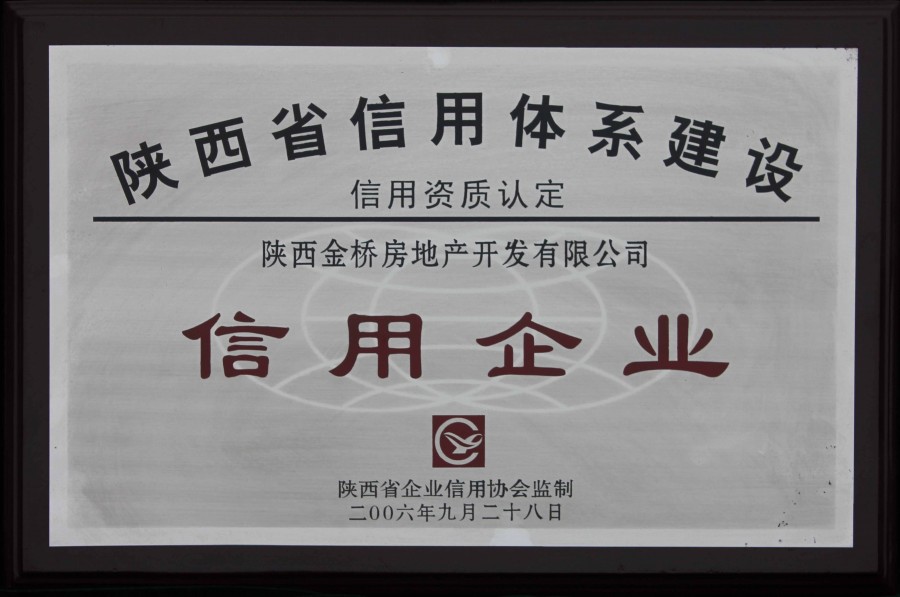 陕西省信用体系建设
信用资质认定
陕西金桥房地产开发有限公司
信用企业
陕西省企业信用协会监制
二00六年九月二十八日